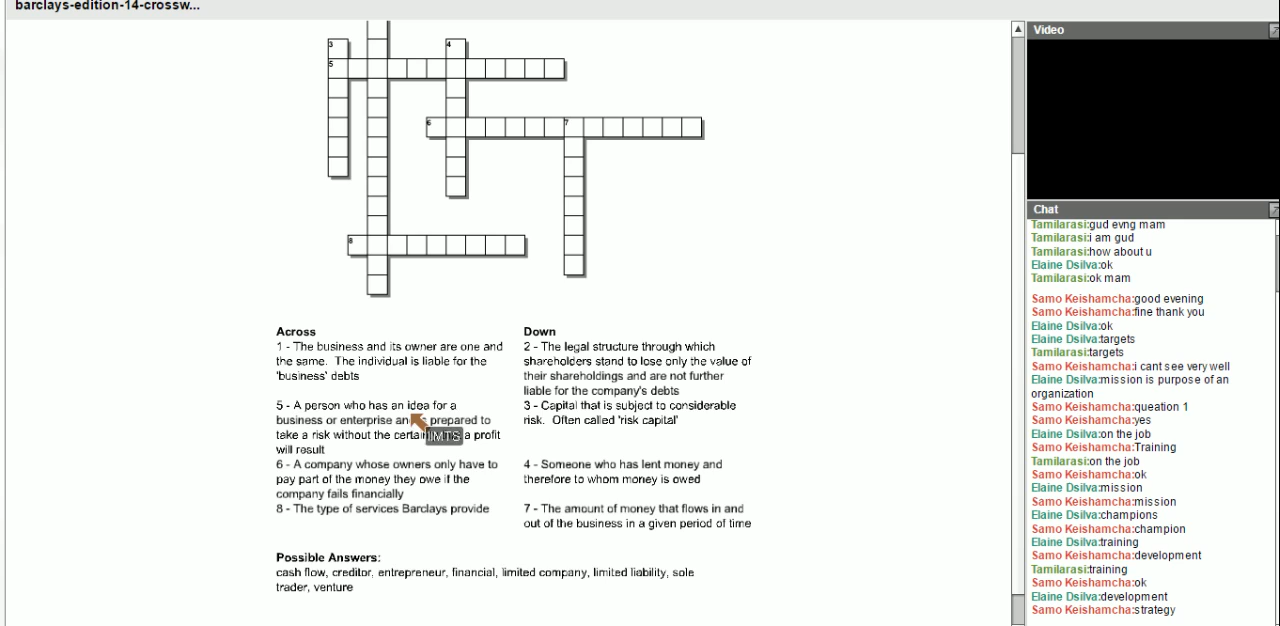 barclays-edition-14-crossw...
3
4
5
6
7
8
Across
1 - The business and its owner are one and
the same. The individual is liable for the
'business' debts
5 - A person who has an idea for a
business or enterprise and is prepared to
take a risk without the certain a profit
will result
6 - A company whose owners only have to
pay part of the money they owe if the
company fails financially
8 - The type of services Barclays provide
Down
2 - The legal structure through which
shareholders stand to lose only the value of
their shareholdings and are not further
liable for the company's debts
3 - Capital that is subject to considerable
risk. Often called 'risk capital'
4 - Someone who has lent money and
therefore to whom money is owed
7 - The amount of money that flows in and
out of the business in a given period of time
Possible Answers:
cash flow, creditor, entrepreneur, financial, limited company, limited liability, sole
trader, venture
IMTS
Video
Chat
Tamilarasi:gud evng mam
Tamilarasi:i am gud
Tamilarasi:how about u
Elaine Dsilva:ok
Tamilarasi:ok mam
Samo Keishamcha:good evening
Samo Keishamcha:fine thank you
Elaine Dsilva:ok
Elaine Dsilva:targets
Tamilarasi:targets
Samo Keishamcha:i cant see very well
Elaine Dsilva:mission is purpose of an
organization
Samo Keishamcha:queation 1
Samo Keishamcha:yes
Elaine Dsilva:on the job
Samo Keishamcha:Training
Tamilarasi:on the job
Samo Keishamcha:ok
Elaine Dsilva:mission
Samo Keishamcha:mission
Elaine Dsilva:champions
Samo Keishamcha:champion
Elaine Dsilva:training
Samo Keishamcha:development
Tamilarasi:training
Samo Keishamcha:ok
Elaine Dsilva:development
Samo Keishamcha:strategy